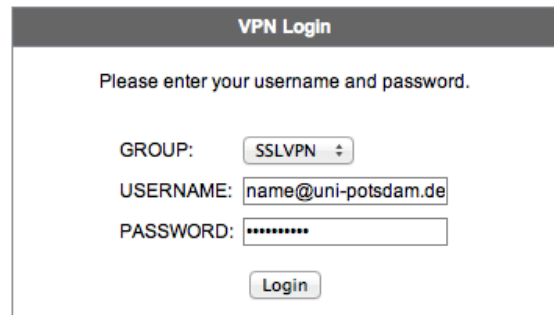 VPN Login
Please enter your username and password.
GROUP: SSLVPN
USERNAME: name@uni-potsdam.de
PASSWORD: ••••••••••
Login